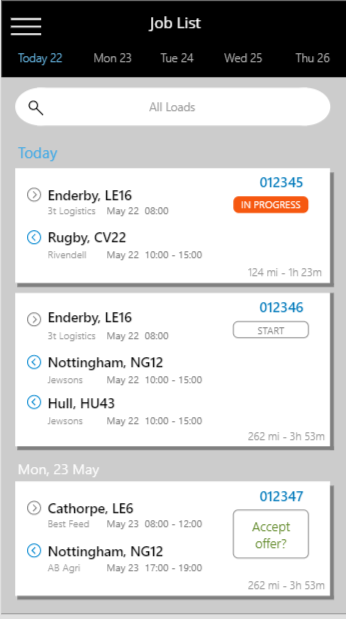 Job List
Today 22 Mon 23 Tue 24 Wed 25 Thu 26
All Loads
Today
012345
Enderby, LE16
IN PROGRESS
3t Logistics May 22 08:00
Rugby, CV22
Rivendell May 22 10:00 - 15:00
124 mi - 1h 23m
012346
Enderby, LE16
START
3t Logistics May 22 08:00
Nottingham, NG12
Jewsons May 22 10:00 - 15:00
Hull, HU43
Jewsons May 22 10:00 - 15:00
262 mi - 3h 53m
Mon, 23 May
012347
Cathorpe, LE6
Best Feed May 23 08:00 - 12:00
Accept
offer?
Nottingham, NG12
AB Agri May 23 17:00 - 19:00
262 mi - 3h 53m